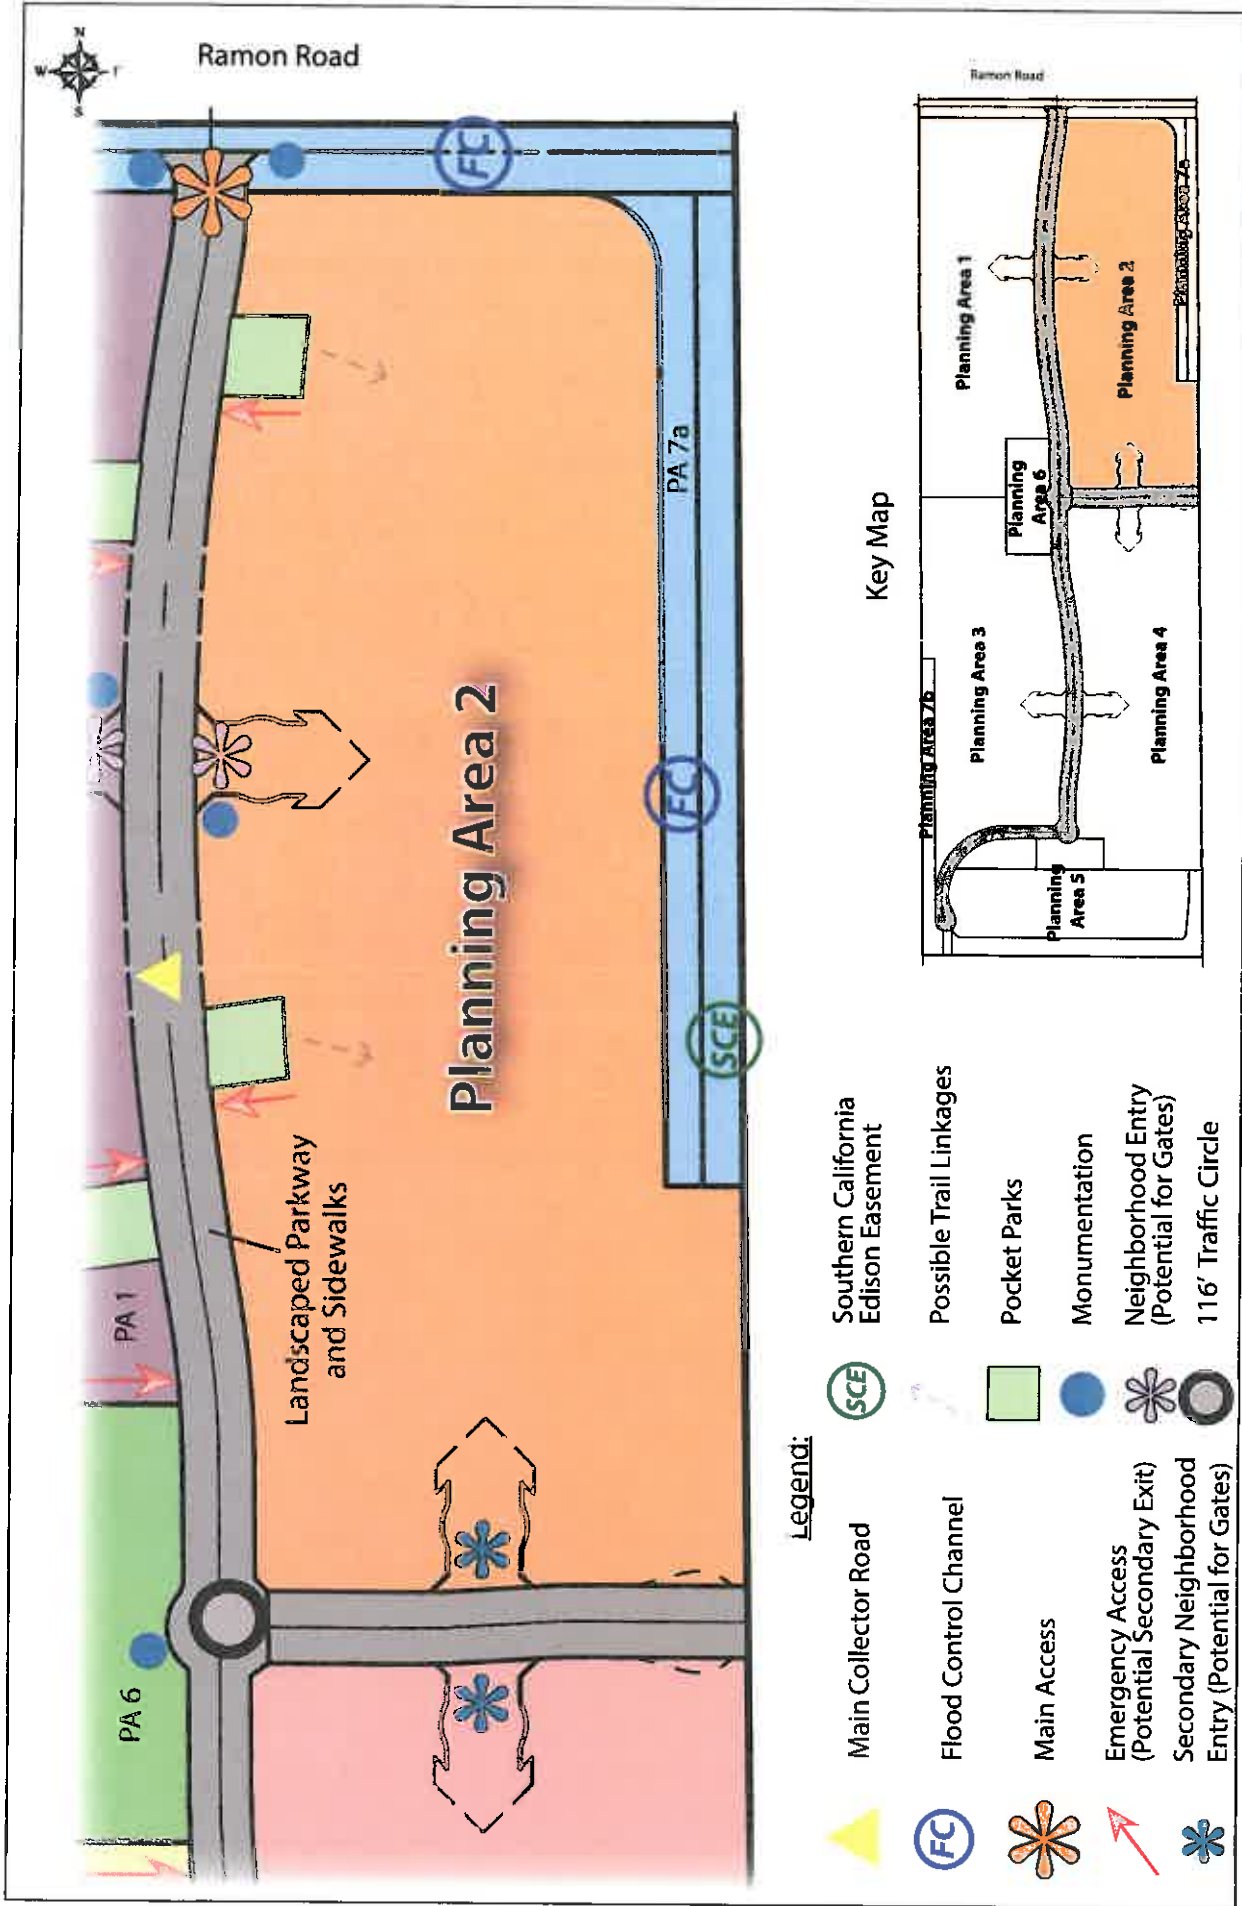 N
W
S
Ramon Road
FC
PA 7a
FC
SCE
Planning Area 2
PA 1
PA 6
Landscaped Parkway
and Sidewalks
Key Map
Ramon Road
Planning Area 1
Planning Area 2
Planning Area 7a
Planning
Area 6
Planning Area 3
Planning Area 4
Planning Area 7b
Planning
Area 5
Legend:
Main Collector Road
FC
Flood Control Channel
Main Access
Emergency Access
(Potential Secondary Exit)
Secondary Neighborhood
Entry (Potential for Gates)
SCE
Southern California
Edison Easement
Possible Trail Linkages
Pocket Parks
Monumentation
Neighborhood Entry
(Potential for Gates)
116' Traffic Circle